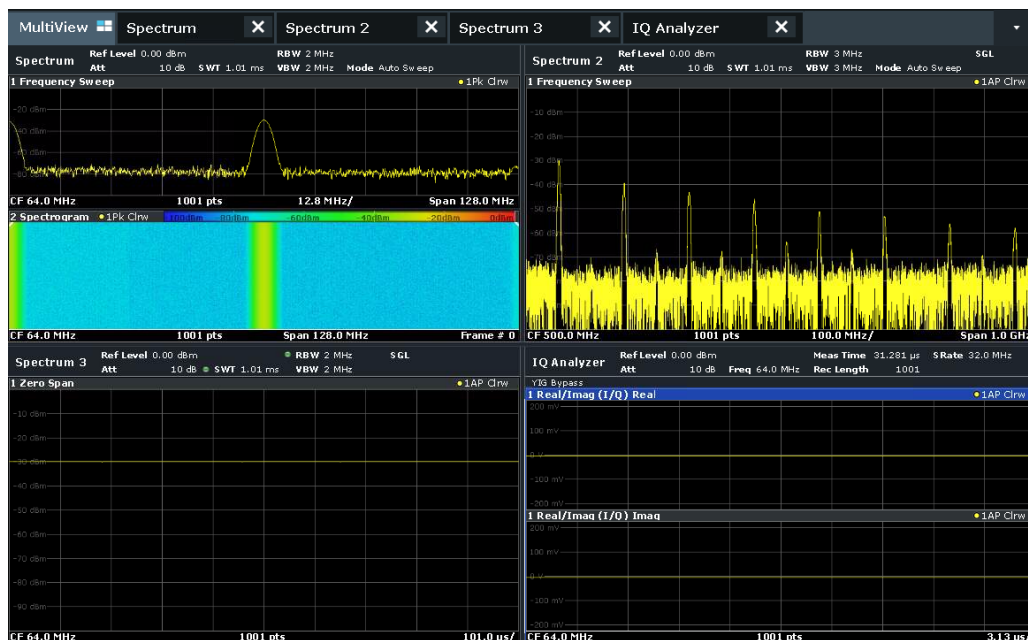 MultiView Spectrum X Spectrum 2 X Spectrum 3 X IQ Analyzer X
Spectrum Ref Level 0.00 dBm RBW 2 MHz
Att 10 dB SWT 1.01 ms VBW 2 MHz Mode Auto Sweep
1 Frequency Sweep 1Pk Clrw
-20 dBm
CF 64.0 MHz 1001 pts 12.8 MHz/ Span 128.0 MHz
2 Spectrogram 1Pk Clrw -100dBm -80dBm -60dBm -40dBm -20dBm 0dBm
CF 64.0 MHz 1001 pts Span 128.0 MHz Frame # 0
Spectrum 2 Ref Level 0.00 dBm RBW 3 MHz SGL
Att 10 dB SWT 1.01 ms VBW 3 MHz Mode Auto Sweep
1 Frequency Sweep 1AP Clrw
-10 dBm
-20 dBm
-30 dBm
-40 dBm
-50 dBm
CF 500.0 MHz 1001 pts 100.0 MHz/ Span 1.0 GHz
Spectrum 3 Ref Level 0.00 dBm RBW 2 MHz SGL
Att 10 dB SWT 1.01 ms VBW 2 MHz
1 Zero Span 1AP Clrw
-10 dBm
-20 dBm
-30 dBm
-40 dBm
-50 dBm
-60 dBm
-70 dBm
-80 dBm
-90 dBm
CF 64.0 MHz 1001 pts 101.0 µs/
IQ Analyzer Ref Level 0.00 dBm Meas Time 31.281 µs SRate 32.0 MHz
Att 10 dB Freq 64.0 MHz Rec Length 1001
YIG Bypass
1 Real/Imag (I/Q) Real 1AP Clrw
200 mV
100 mV
0 V
-100 mV
-200 mV
1 Real/Imag (I/Q) Imag 1AP Clrw
200 mV
100 mV
0 V
-100 mV
-200 mV
CF 64.0 MHz 1001 pts 3.13 µs/